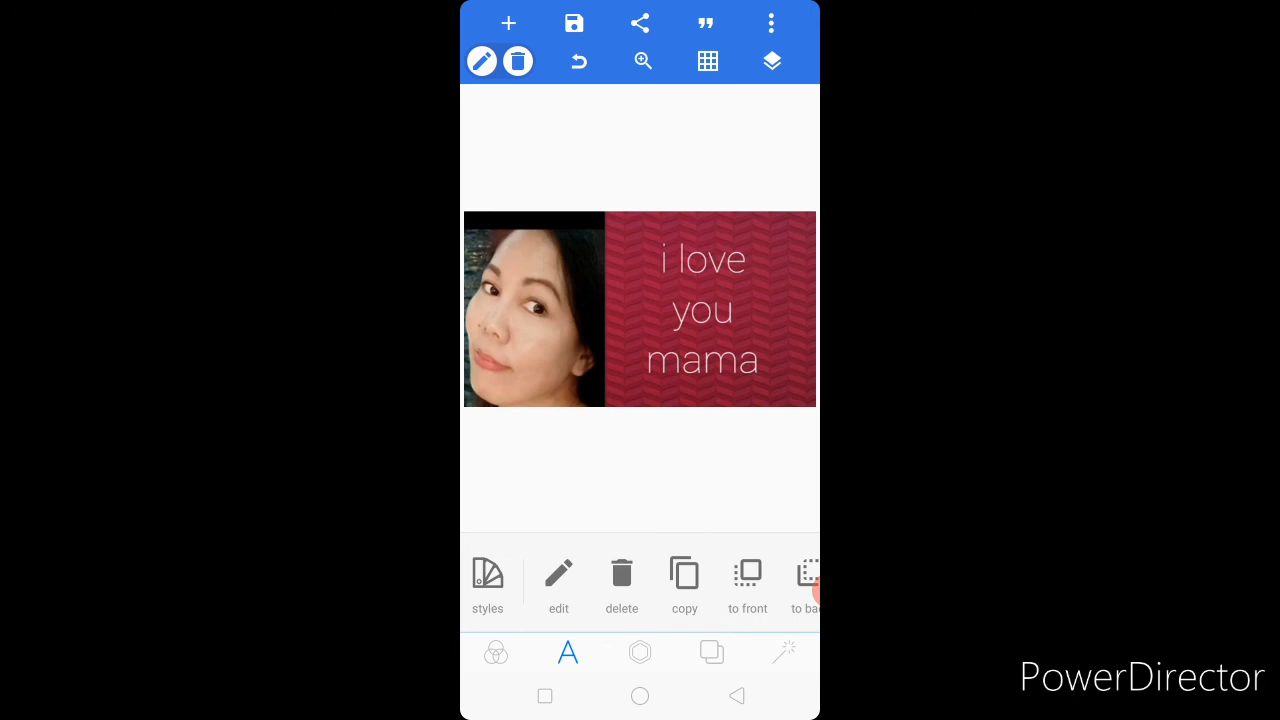 i love
you
mama
styles
edit
delete
copy
to front
PowerDirector